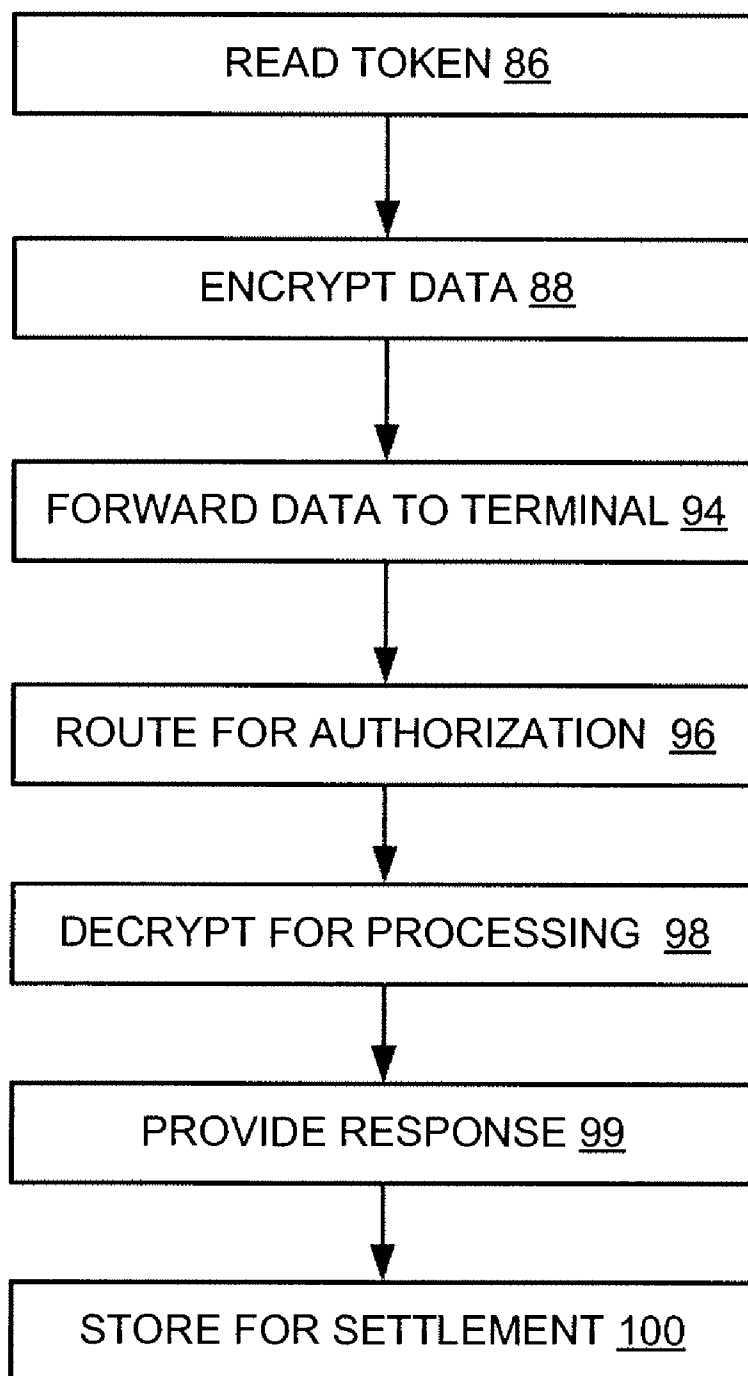 READ TOKEN 86
ENCRYPT DATA 88
FORWARD DATA TO TERMINAL 94
ROUTE FOR AUTHORIZATION 96
DECRYPT FOR PROCESSING 98
PROVIDE RESPONSE 99
STORE FOR SETTLEMENT 100